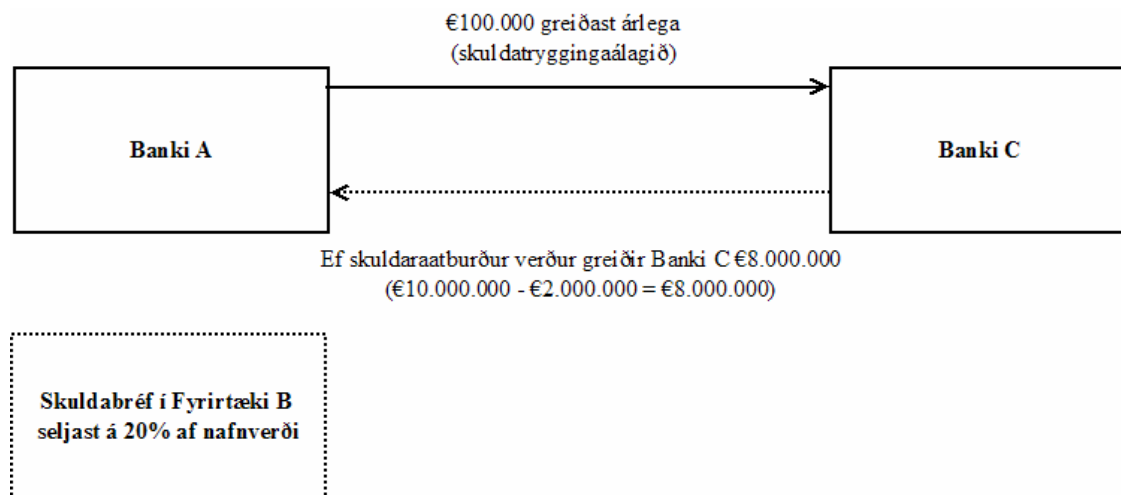 €100.000 greiðast árlega
(skuldatryggingaálagið)
Banki A
Banki C
Ef skuldaraatburður verður greiðir Banki C €8.000.000
(€10.000.000 - €2.000.000 = €8.000.000)
Skuldabréf í Fyrirtæki B
seljast á 20% af nafnverði